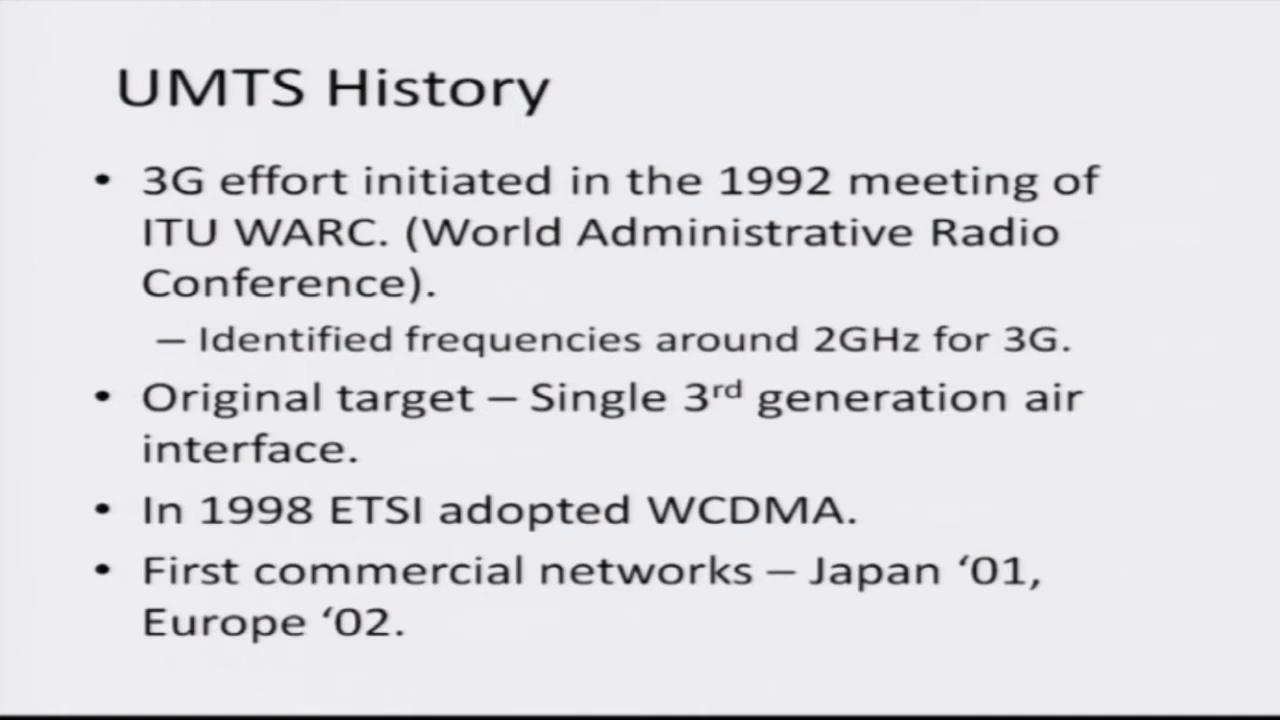 UMTS History
• 3G effort initiated in the 1992 meeting of
ITU WARC. (World Administrative Radio
Conference).
– Identified frequencies around 2GHz for 3G.
• Original target – Single 3rd generation air
interface.
• In 1998 ETSI adopted WCDMA.
• First commercial networks – Japan ‘01,
Europe ‘02.